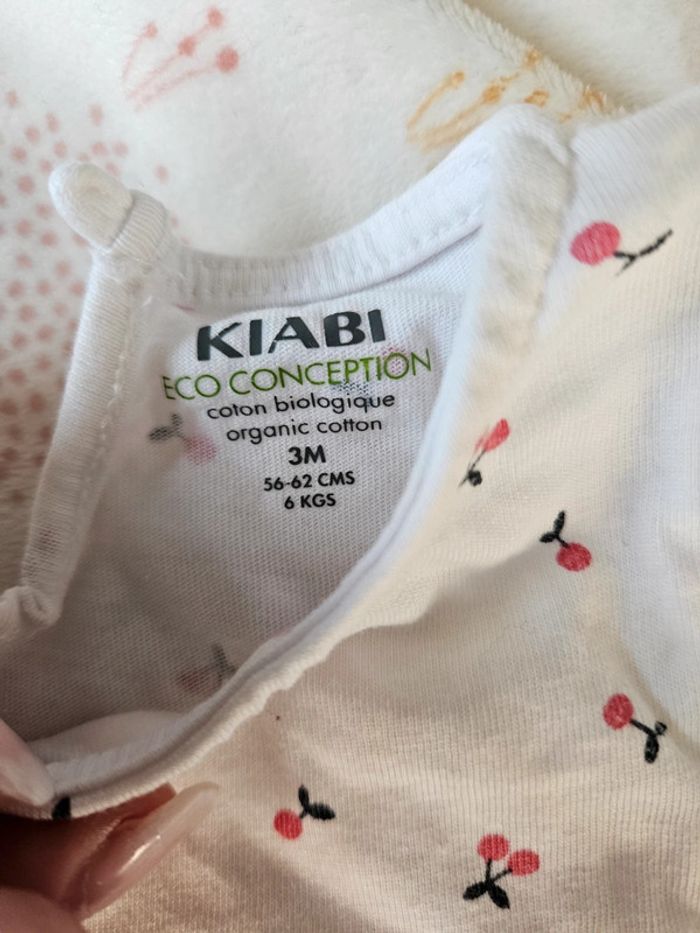 KIABI
ECO CONCEPTION
coton biologique
organic cotton
3M
56-62 CMS
6 KGS